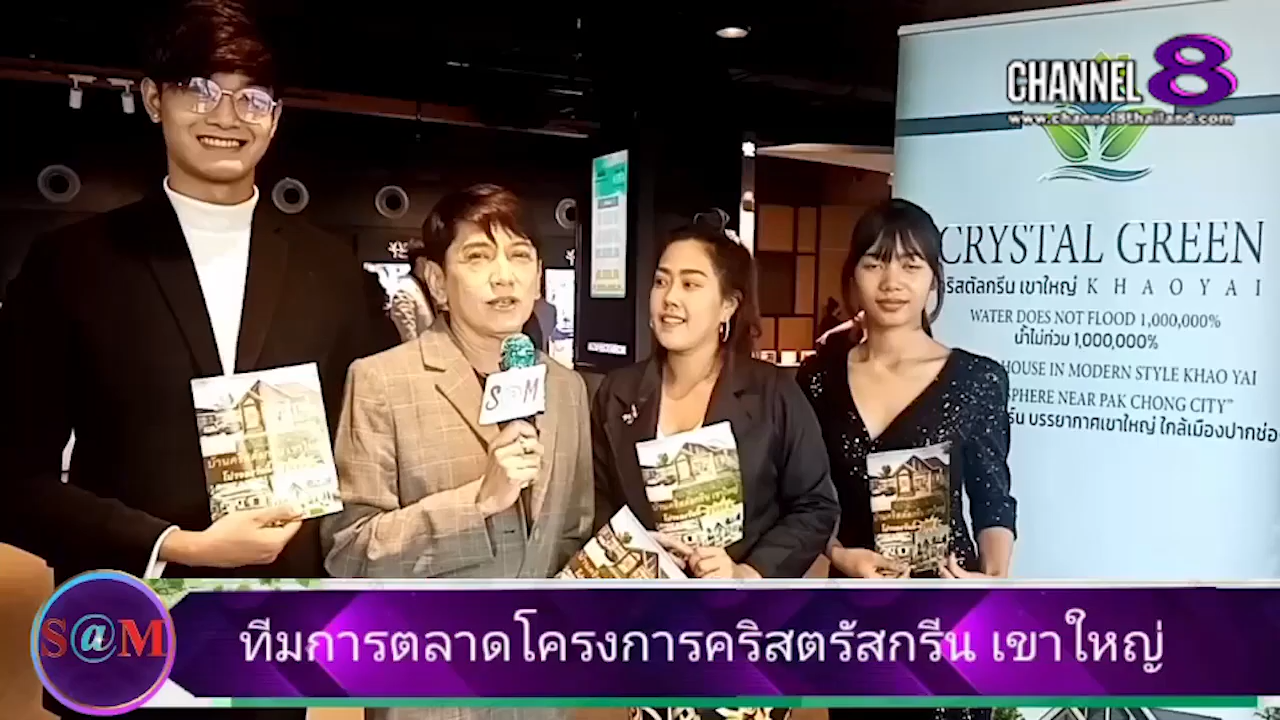 CHANNEL 8
www.channel8thailand.com
CRYSTAL GREEN
ริสตัลกรีน เขาใหญ่ KHAOYAI
WATER DOES NOT FLOOD 1,000,000%
น้ำไม่ท่วม 1,000,000%
HOUSE IN MODERN STYLE KHAO YAI
SPHERE NEAR PAK CHONG CITY"
ร์น บรรยากาศเขาใหญ่ ใกล้เมืองปากช่อ
S@M
S@M
ทีมการตลาดโครงการคริสตรัสกรีน เขาใหญ่